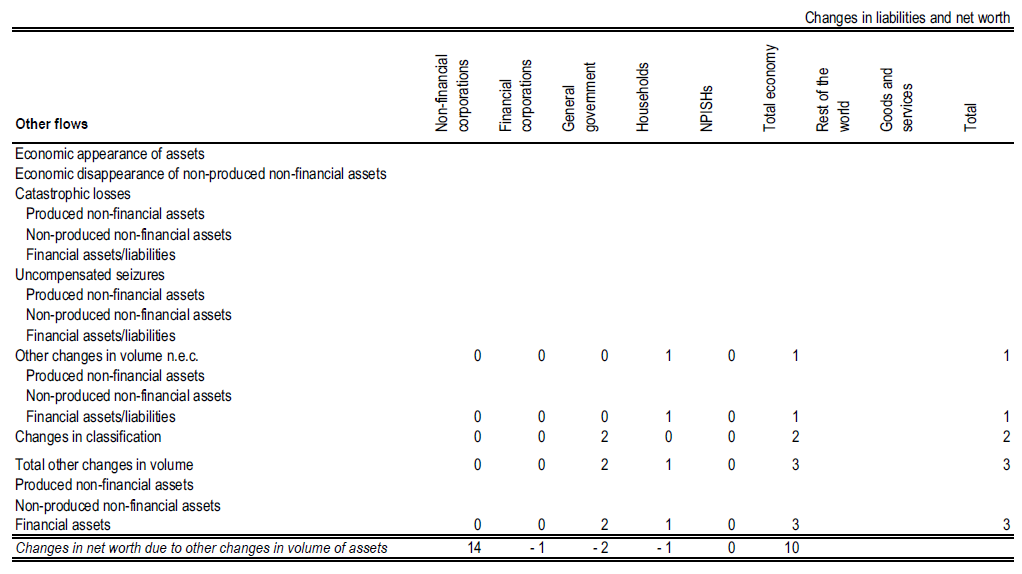 Changes in liabilities and net worth
Other flows Non-financial corporations Financial corporations General government Households NPISHs Total economy Rest of the world Goods and services Total
Economic appearance of assets
Economic disappearance of non-produced non-financial assets
Catastrophic losses
Produced non-financial assets
Non-produced non-financial assets
Financial assets/liabilities
Uncompensated seizures
Produced non-financial assets
Non-produced non-financial assets
Financial assets/liabilities
Other changes in volume n.e.c. 0 0 0 1 0 1 1
Produced non-financial assets
Non-produced non-financial assets
Financial assets/liabilities 0 0 0 1 0 1 1
Changes in classification 0 0 2 0 0 2 2
Total other changes in volume 0 0 2 1 0 3 3
Produced non-financial assets
Non-produced non-financial assets
Financial assets 0 0 2 1 0 3 3
Changes in net worth due to other changes in volume of assets 14 - 1 - 2 - 1 0 10